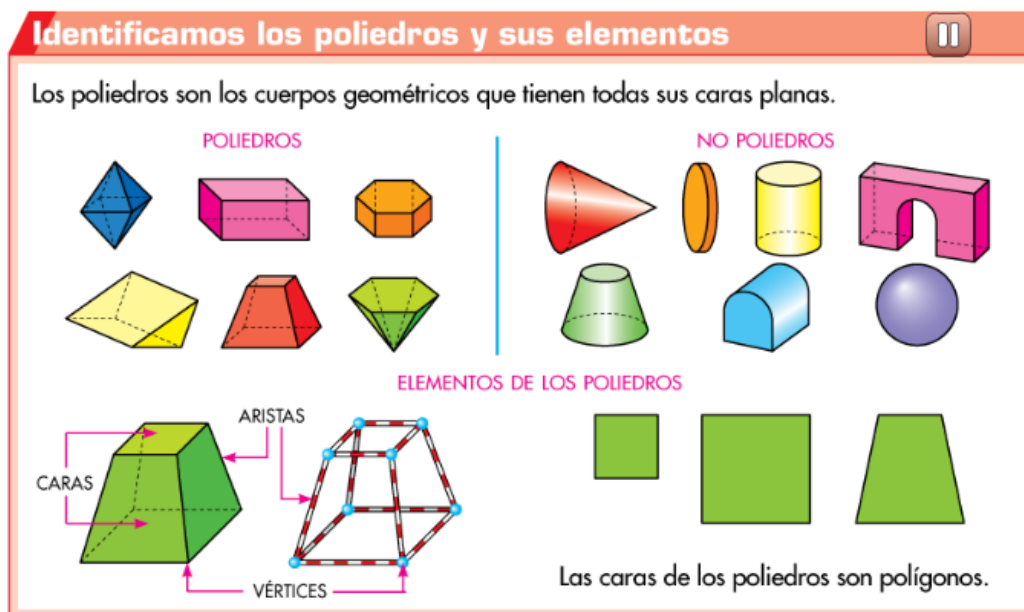 Identificamos los poliedros y sus elementos
Los poliedros son los cuerpos geométricos que tienen todas sus caras planas.
POLIEDROS
NO POLIEDROS
ELEMENTOS DE LOS POLIEDROS
ARISTAS
CARAS
VÉRTICES
Las caras de los poliedros son polígonos.